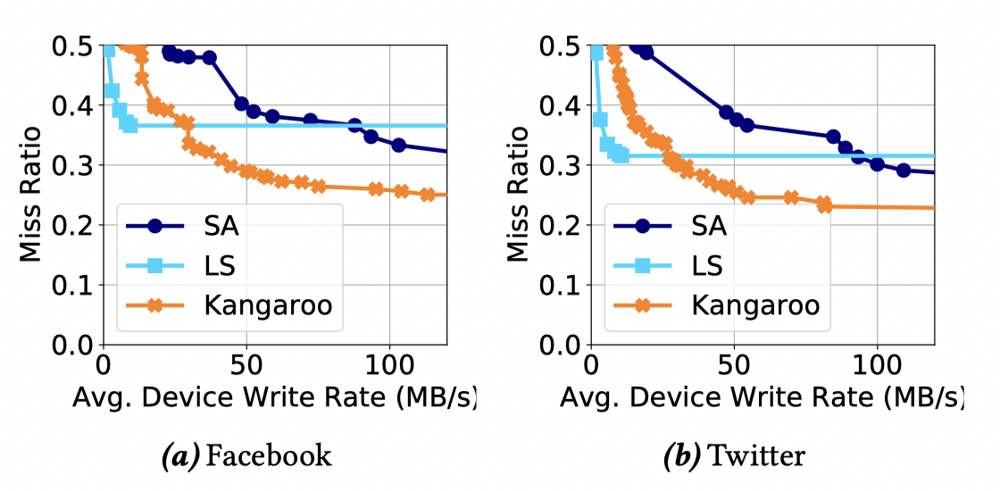 0.5
0.4
0.3
0.2
0.1
0.0
Miss Ratio
SA
LS
Kangaroo
0 50 100
Avg. Device Write Rate (MB/s)
(a) Facebook
0.5
0.4
0.3
0.2
0.1
0.0
Miss Ratio
SA
LS
Kangaroo
0 50 100
Avg. Device Write Rate (MB/s)
(b) Twitter